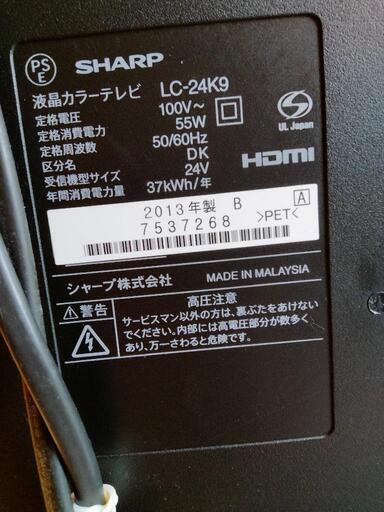 PS
E
SHARP
液晶カラーテレビ LC-24K9
定格電圧 100V~
定格消費電力 55W
定格周波数 50/60Hz
区分名 DK
受信機型サイズ 24V
年間消費電力量 37kWh/年
S
UL Japan
HDMI
2013年製 B
A
7537268 >PET<
シャープ株式会社 MADE IN MALAYSIA
⚠警告
高圧注意
サービスマン以外の方は、裏ぶたをあけない
でください。内部には高電圧部分が数多く
あり、万一さわると危険です。